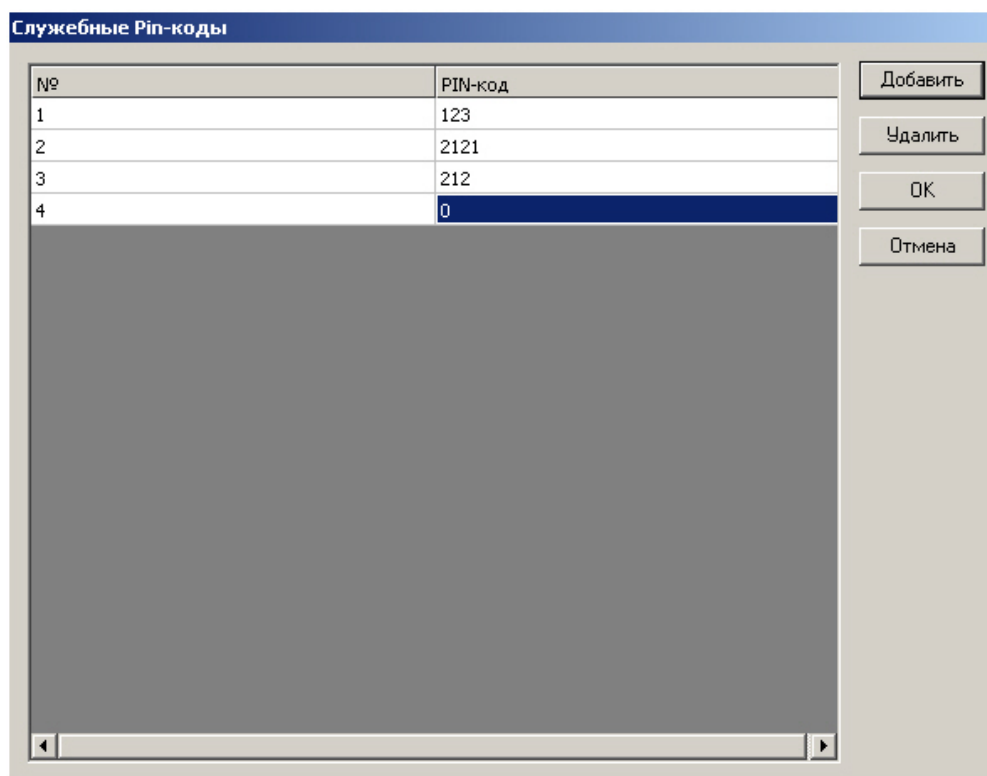 Служебные Pin-коды
№ PIN-код
1 123
2 2121
3 212
4 0
Добавить
Удалить
OK
Отмена